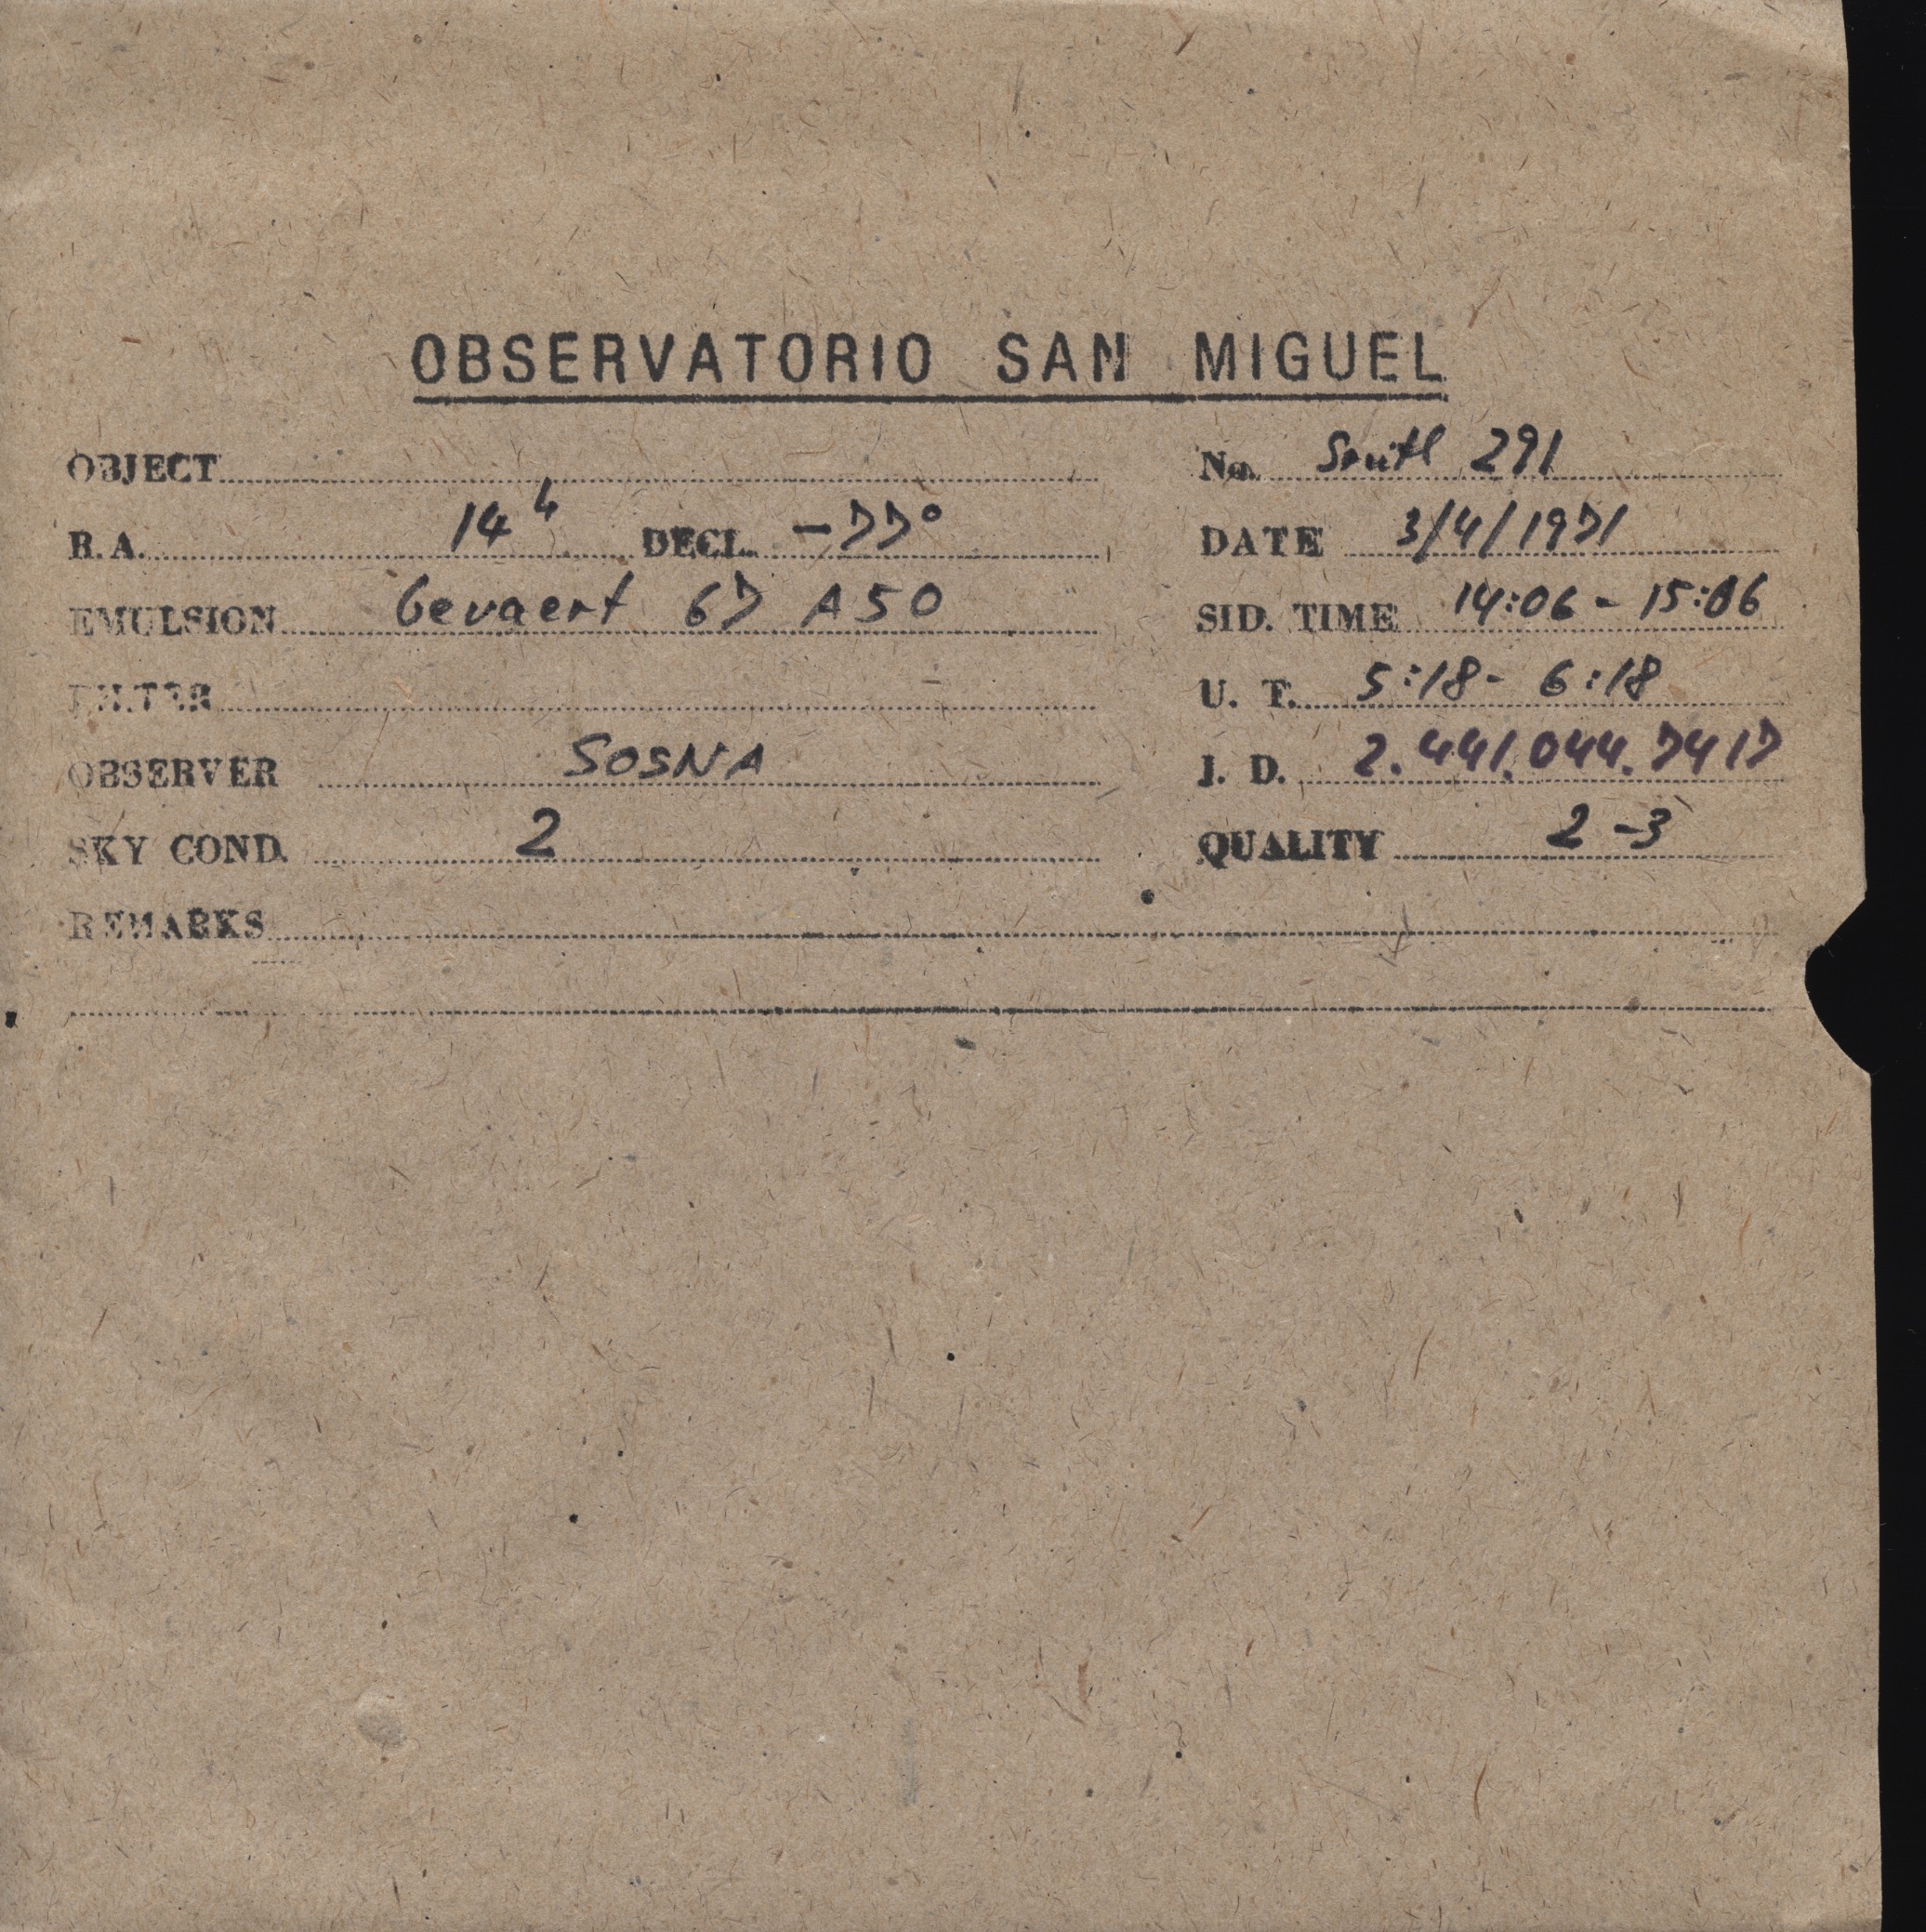 OBSERVATORIO SAN MIGUEL
OBJECT No. Smith 291
R.A. 14h DECL. -77° DATE 3/4/1971
EMULSION Gevaert 67 A50 SID. TIME 14:06 - 15:06
FILTER U. T. 5:18 - 6:18
OBSERVER SOSNA J. D. 2.441.044.7417
SKY COND. 2 QUALITY 2-3
REMARKS